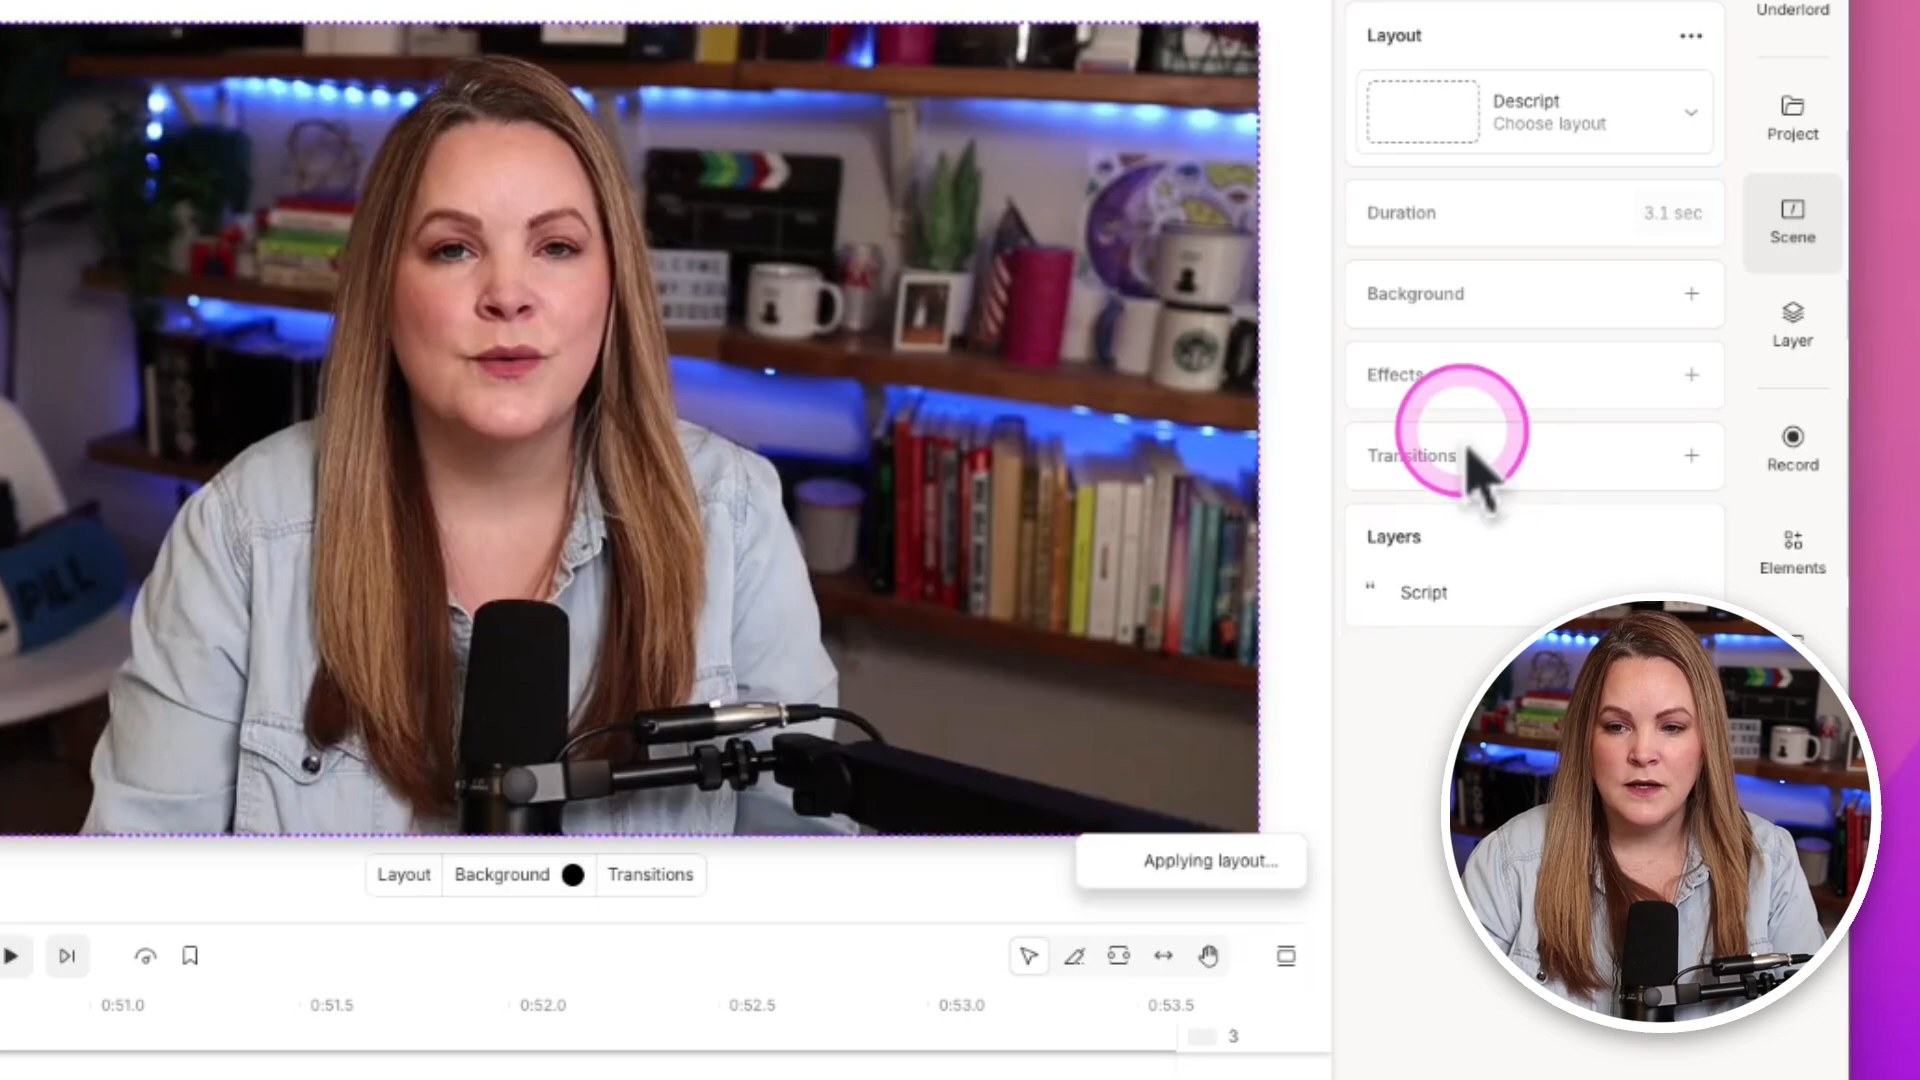 Underlord
Layout
Descript
Choose layout
Project
Duration
3.1 sec
Scene
Background
Layer
Effects
Transitions
Record
Layers
Elements
Script
PILL
Layout
Background
Transitions
Applying layout...
0:51.0
0:51.5
0:52.0
0:52.5
0:53.0
0:53.5
3